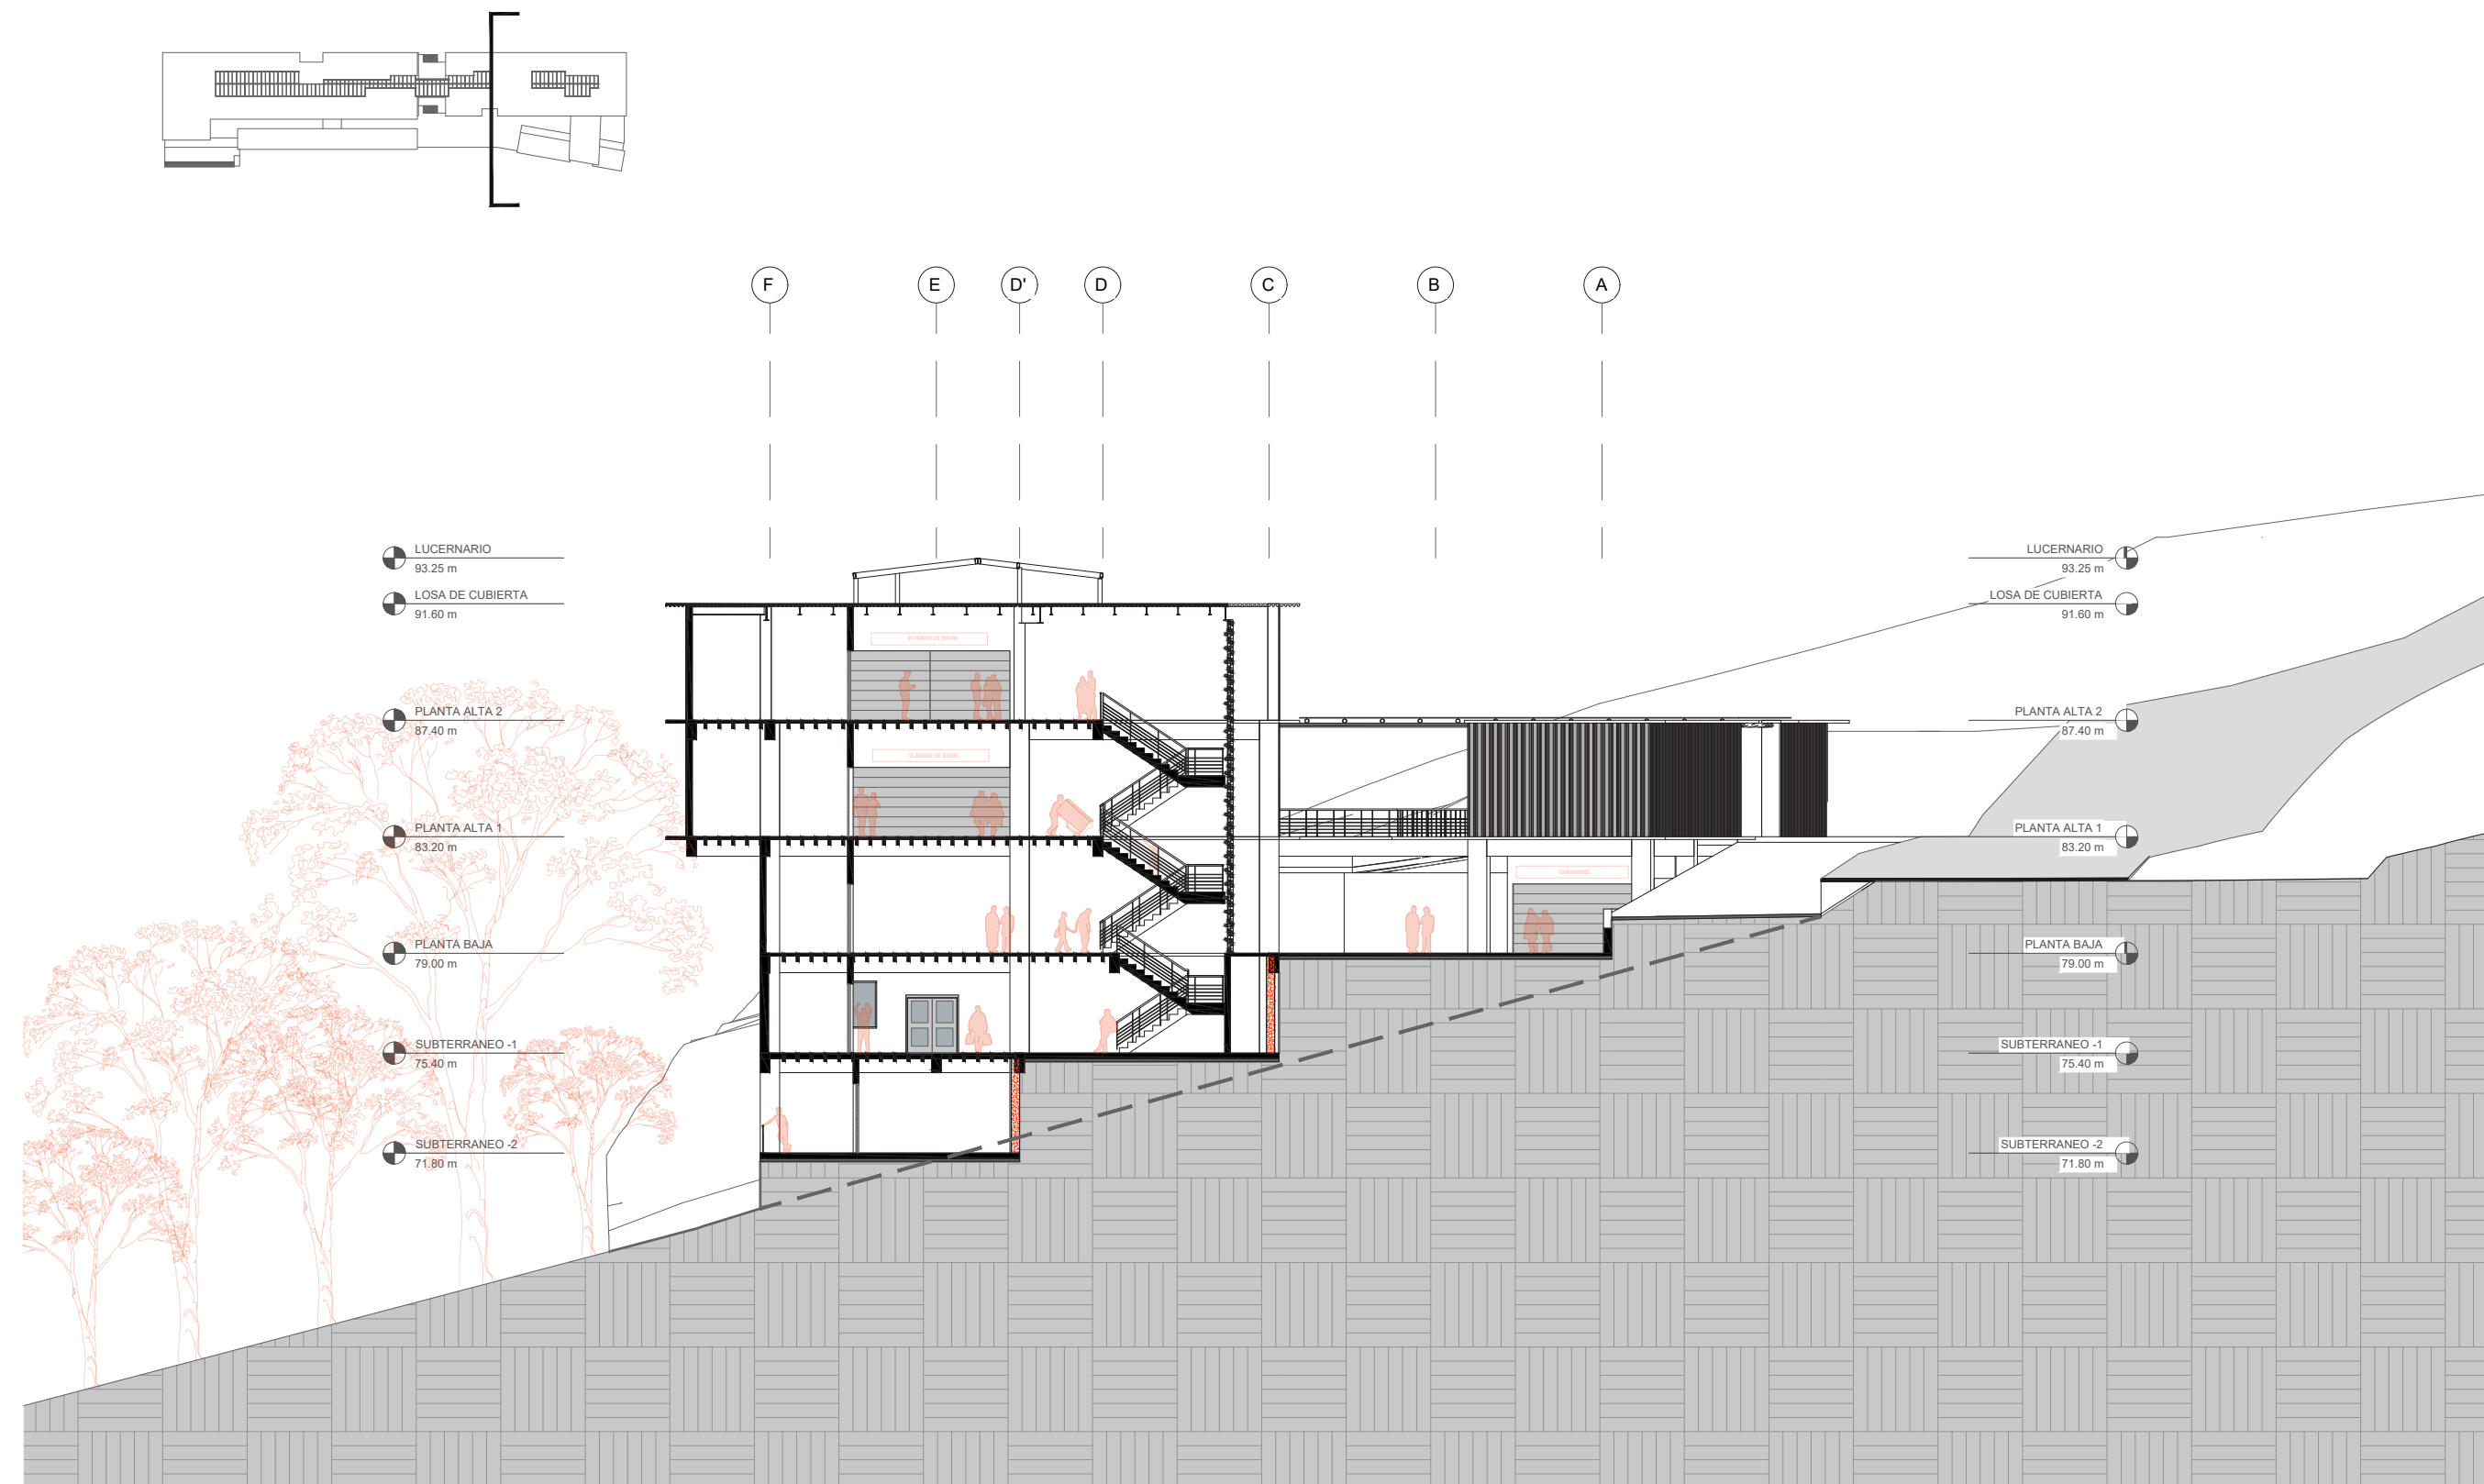 F E D' D C B A
LUCERNARIO
93.25 m
LOSA DE CUBIERTA
91.60 m
PLANTA ALTA 2
87.40 m
PLANTA ALTA 1
83.20 m
PLANTA BAJA
79.00 m
SUBTERRANEO -1
75.40 m
SUBTERRANEO -2
71.80 m
LUCERNARIO
93.25 m
LOSA DE CUBIERTA
91.60 m
PLANTA ALTA 2
87.40 m
PLANTA ALTA 1
83.20 m
PLANTA BAJA
79.00 m
SUBTERRANEO -1
75.40 m
SUBTERRANEO -2
71.80 m